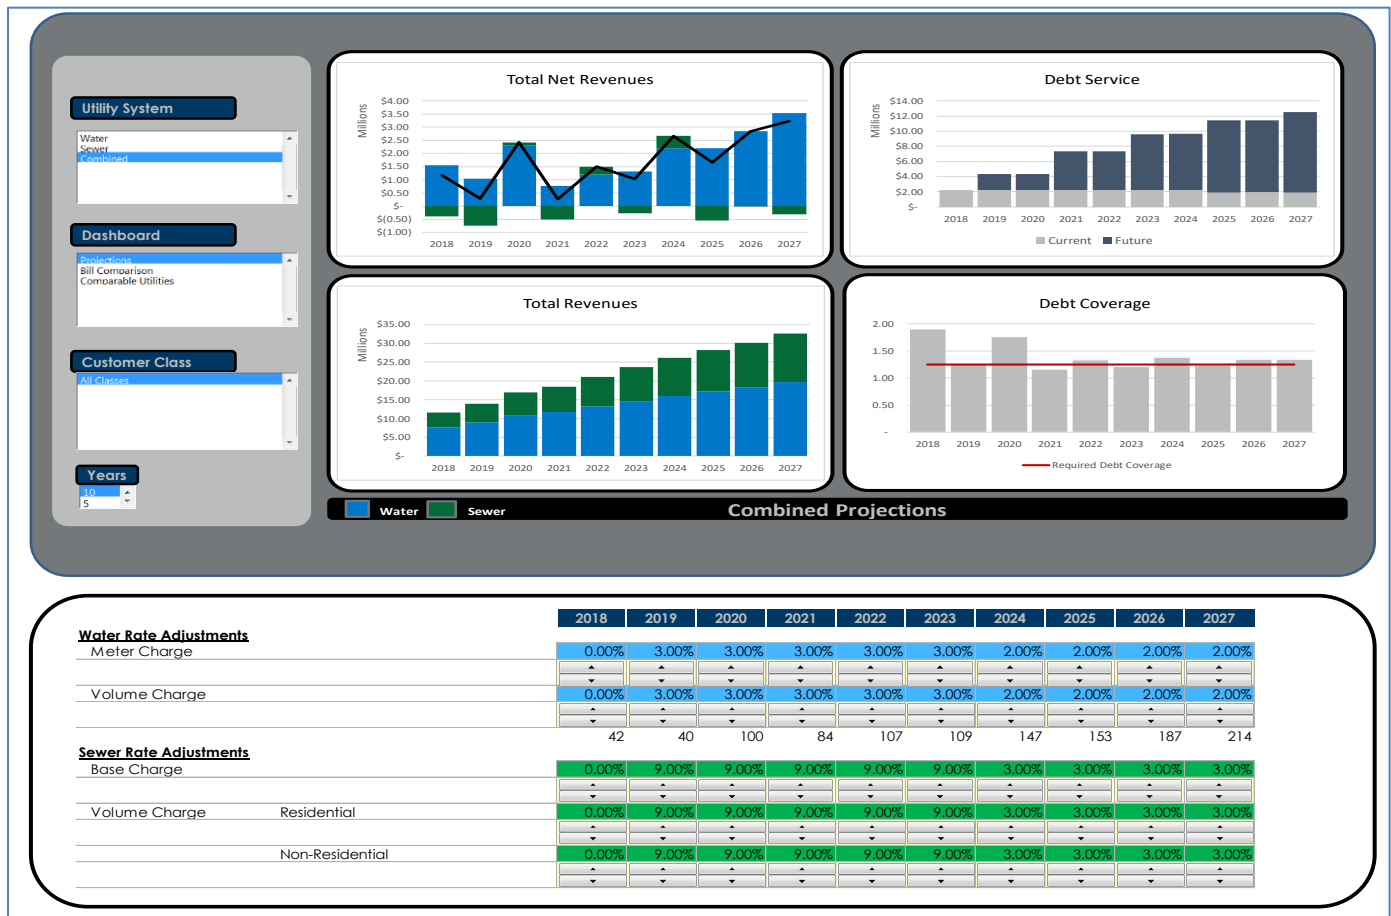 Utility System
Water
Sewer
Combined
Dashboard
Projections
Bill Comparison
Comparable Utilities
Customer Class
All Classes
Years
10
5
Total Net Revenues
Millions
$4.00
$3.50
$3.00
$2.50
$2.00
$1.50
$1.00
$0.50
$-
$(0.50)
$(1.00)
2018 2019 2020 2021 2022 2023 2024 2025 2026 2027
Debt Service
Millions
$14.00
$12.00
$10.00
$8.00
$6.00
$4.00
$2.00
$-
2018 2019 2020 2021 2022 2023 2024 2025 2026 2027
Current Future
Total Revenues
Millions
$35.00
$30.00
$25.00
$20.00
$15.00
$10.00
$5.00
$-
2018 2019 2020 2021 2022 2023 2024 2025 2026 2027
Debt Coverage
2.00
1.50
1.00
0.50
-
2018 2019 2020 2021 2022 2023 2024 2025 2026 2027
Required Debt Coverage
Water Sewer Combined Projections
2018 2019 2020 2021 2022 2023 2024 2025 2026 2027
Water Rate Adjustments
Meter Charge 0.00% 3.00% 3.00% 3.00% 3.00% 3.00% 2.00% 2.00% 2.00% 2.00%
Volume Charge 0.00% 3.00% 3.00% 3.00% 3.00% 3.00% 2.00% 2.00% 2.00% 2.00%
42 40 100 84 107 109 147 153 187 214
Sewer Rate Adjustments
Base Charge 0.00% 9.00% 9.00% 9.00% 9.00% 9.00% 3.00% 3.00% 3.00% 3.00%
Volume Charge Residential 0.00% 9.00% 9.00% 9.00% 9.00% 9.00% 3.00% 3.00% 3.00% 3.00%
Non-Residential 0.00% 9.00% 9.00% 9.00% 9.00% 9.00% 3.00% 3.00% 3.00% 3.00%